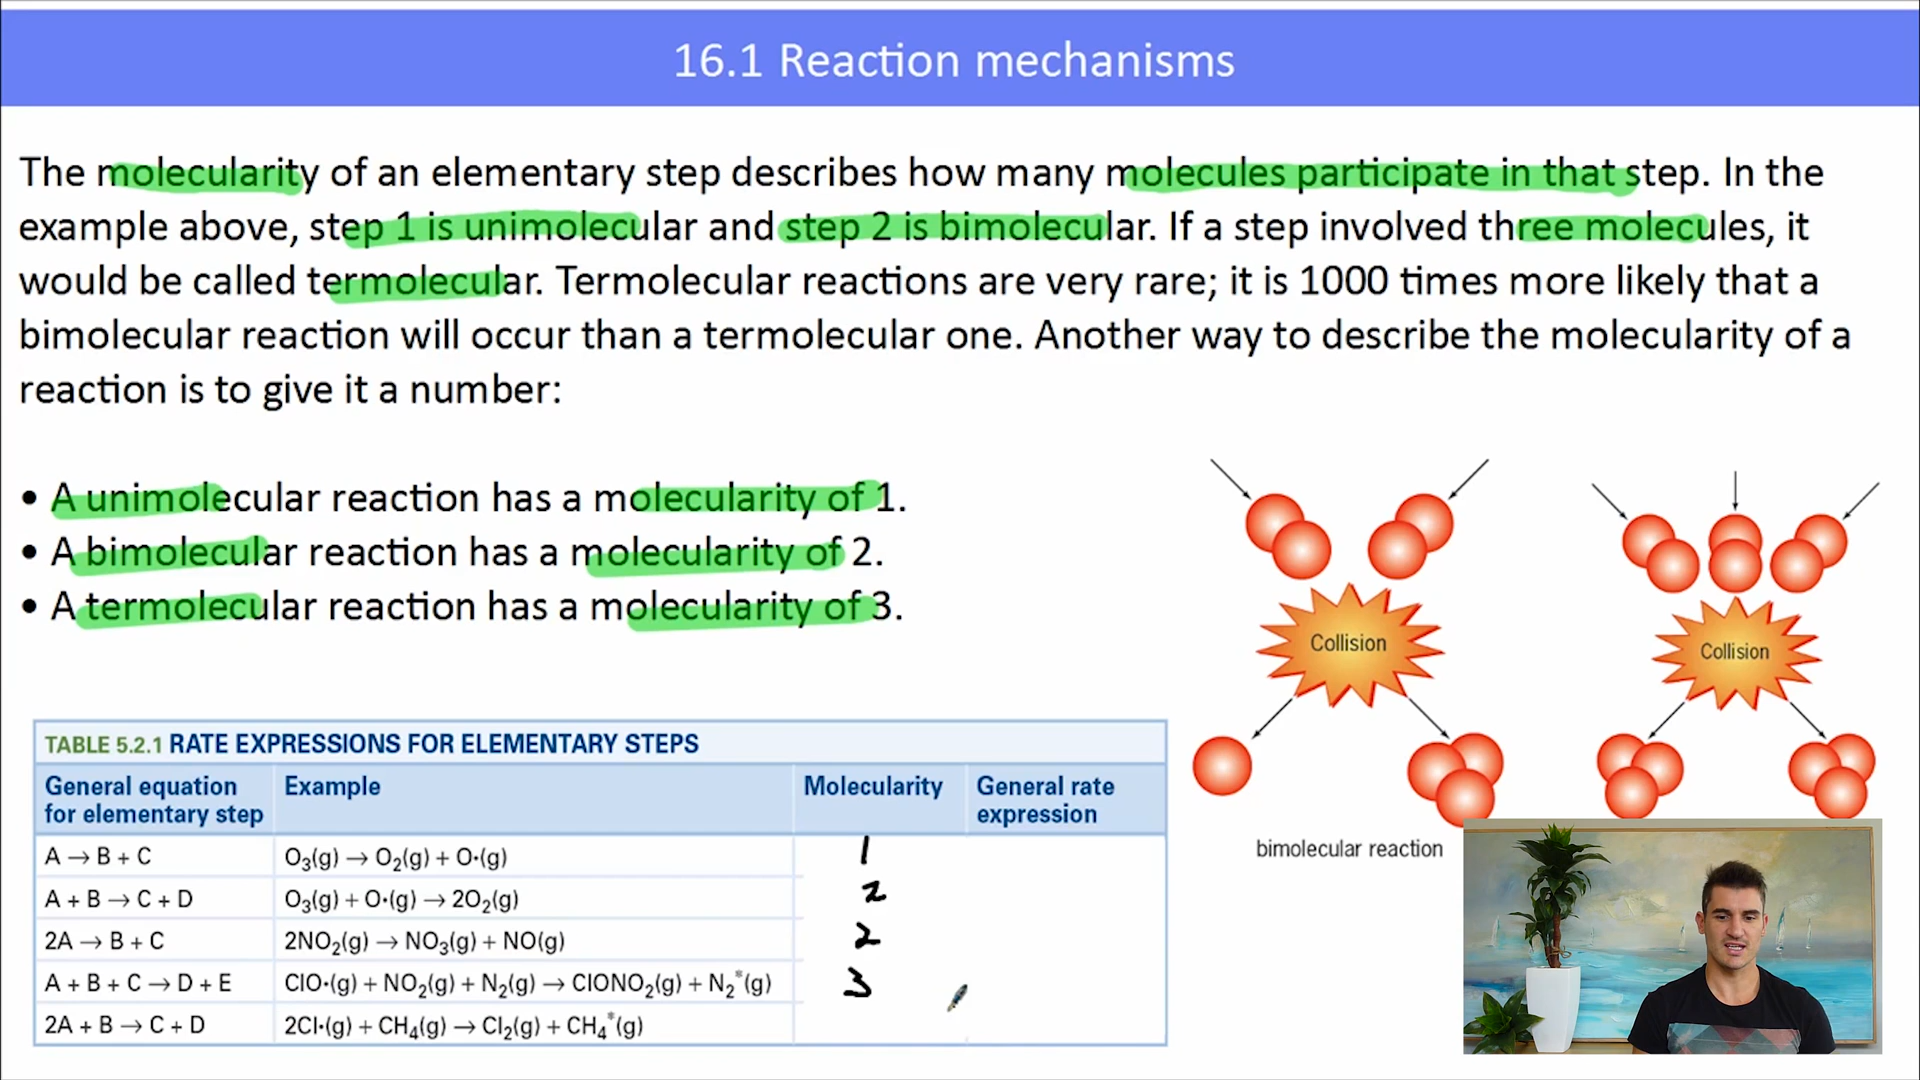 16.1 Reaction mechanisms
The molecularity of an elementary step describes how many molecules participate in that step. In the
example above, step 1 is unimolecular and step 2 is bimolecular. If a step involved three molecules, it
would be called termolecular. Termolecular reactions are very rare; it is 1000 times more likely that a
bimolecular reaction will occur than a termolecular one. Another way to describe the molecularity of a
reaction is to give it a number:
• A unimolecular reaction has a molecularity of 1.
• A bimolecular reaction has a molecularity of 2.
• A termolecular reaction has a molecularity of 3.
Collision
Collision
bimolecular reaction
TABLE 5.2.1 RATE EXPRESSIONS FOR ELEMENTARY STEPS
General equation for elementary step Example Molecularity General rate expression
A → B + C O₃(g) → O₂(g) + O•(g) 1
A + B → C + D O₃(g) + O•(g) → 2O₂(g) 2
2A → B + C 2NO₂(g) → NO₃(g) + NO(g) 2
A + B + C → D + E ClO•(g) + NO₂(g) + N₂(g) → ClONO₂(g) + N₂*(g) 3
2A + B → C + D 2Cl•(g) + CH₄(g) → Cl₂(g) + CH₄*(g)